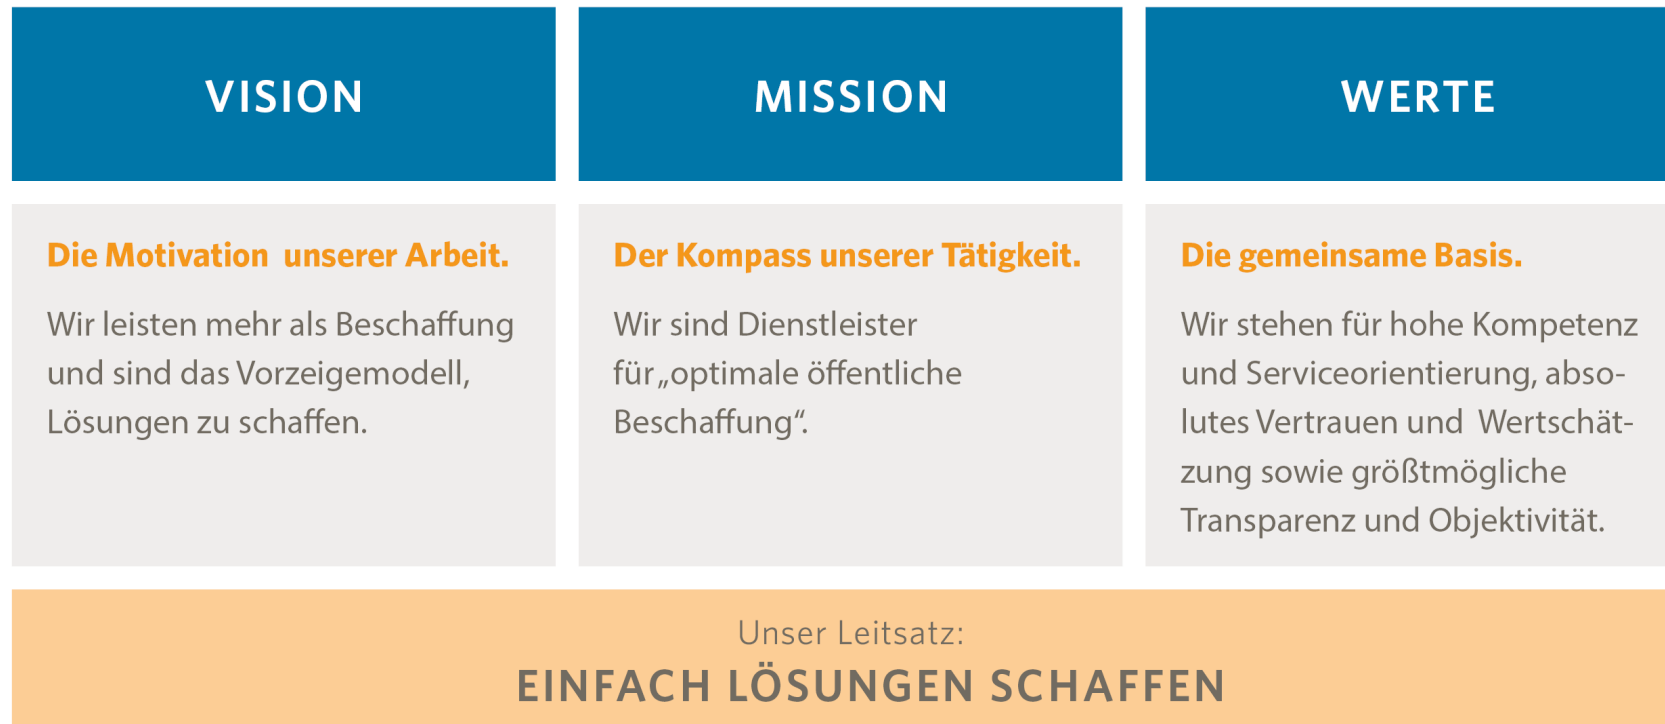 VISION
Die Motivation unserer Arbeit.
Wir leisten mehr als Beschaffung
und sind das Vorzeigemodell,
Lösungen zu schaffen.
MISSION
Der Kompass unserer Tätigkeit.
Wir sind Dienstleister
für „optimale öffentliche
Beschaffung“.
WERTE
Die gemeinsame Basis.
Wir stehen für hohe Kompetenz
und Serviceorientierung, abso-
lutes Vertrauen und Wertschät-
zung sowie größtmögliche
Transparenz und Objektivität.
Unser Leitsatz:
EINFACH LÖSUNGEN SCHAFFEN